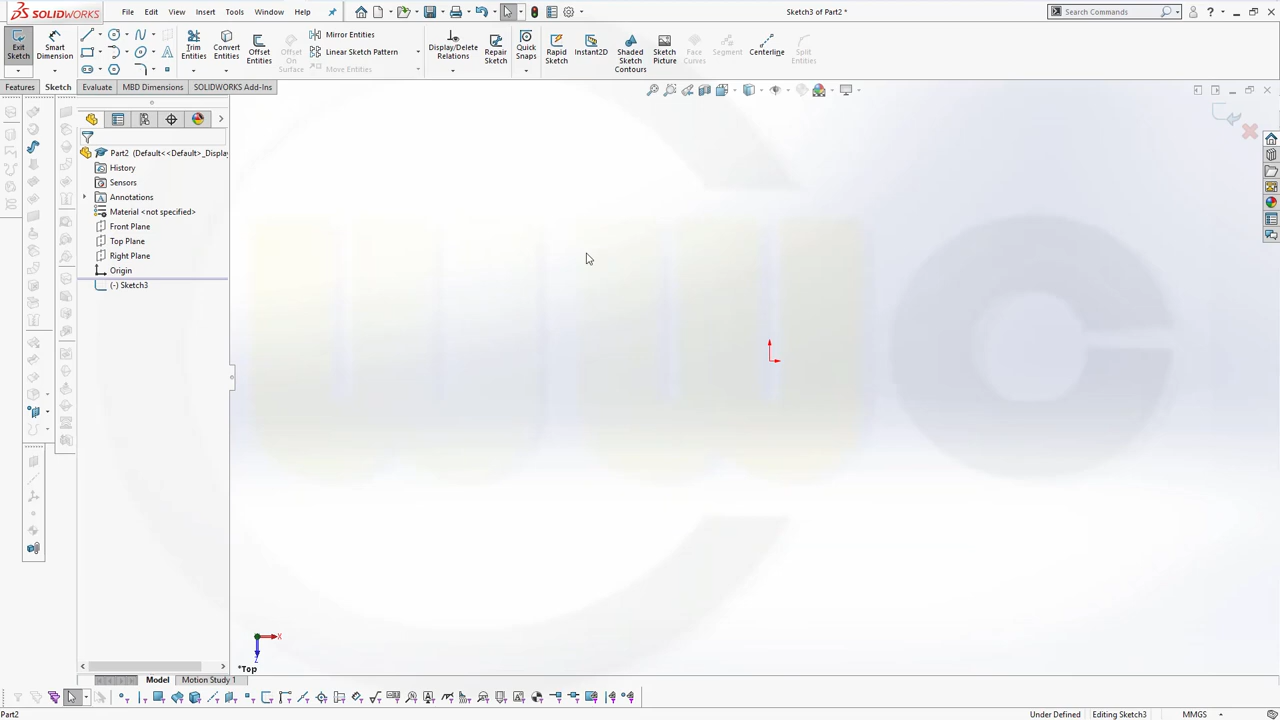 SOLIDWORKS
File
Edit
View
Insert
Tools
Window
Help
Sketch3 of Part2 *
Search Commands
Exit
Sketch
Smart
Dimension
Trim
Entities
Convert
Entities
Offset
Entities
Offset
On
Surface
Mirror Entities
Linear Sketch Pattern
Move Entities
Display/Delete
Relations
Repair
Sketch
Quick
Snaps
Rapid
Sketch
Instant2D
Shaded
Sketch
Contours
Sketch
Picture
Face
Curves
Segment
Centerline
Split
Entities
Features
Sketch
Evaluate
MBD Dimensions
SOLIDWORKS Add-Ins
Part2 (Default<<Default>_Display
History
Sensors
Annotations
Material <not specified>
Front Plane
Top Plane
Right Plane
Origin
(-) Sketch3
X
Z
*Top
Model
Motion Study 1
Part2
Under Defined
Editing Sketch3
MMGS